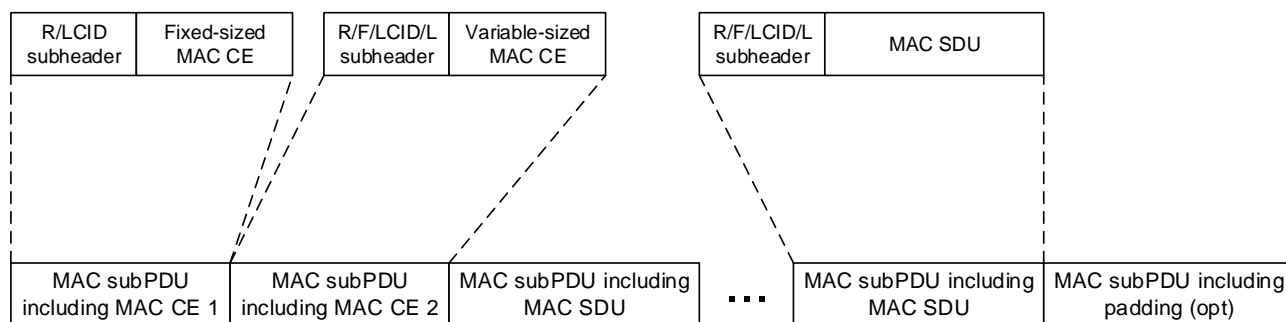 R/LCID
subheader
Fixed-sized
MAC CE
R/F/LCID/L
subheader
Variable-sized
MAC CE
R/F/LCID/L
subheader
MAC SDU
MAC subPDU
including MAC CE 1
MAC subPDU
including MAC CE 2
MAC subPDU including
MAC SDU
...
MAC subPDU including
MAC SDU
MAC subPDU including
padding (opt)